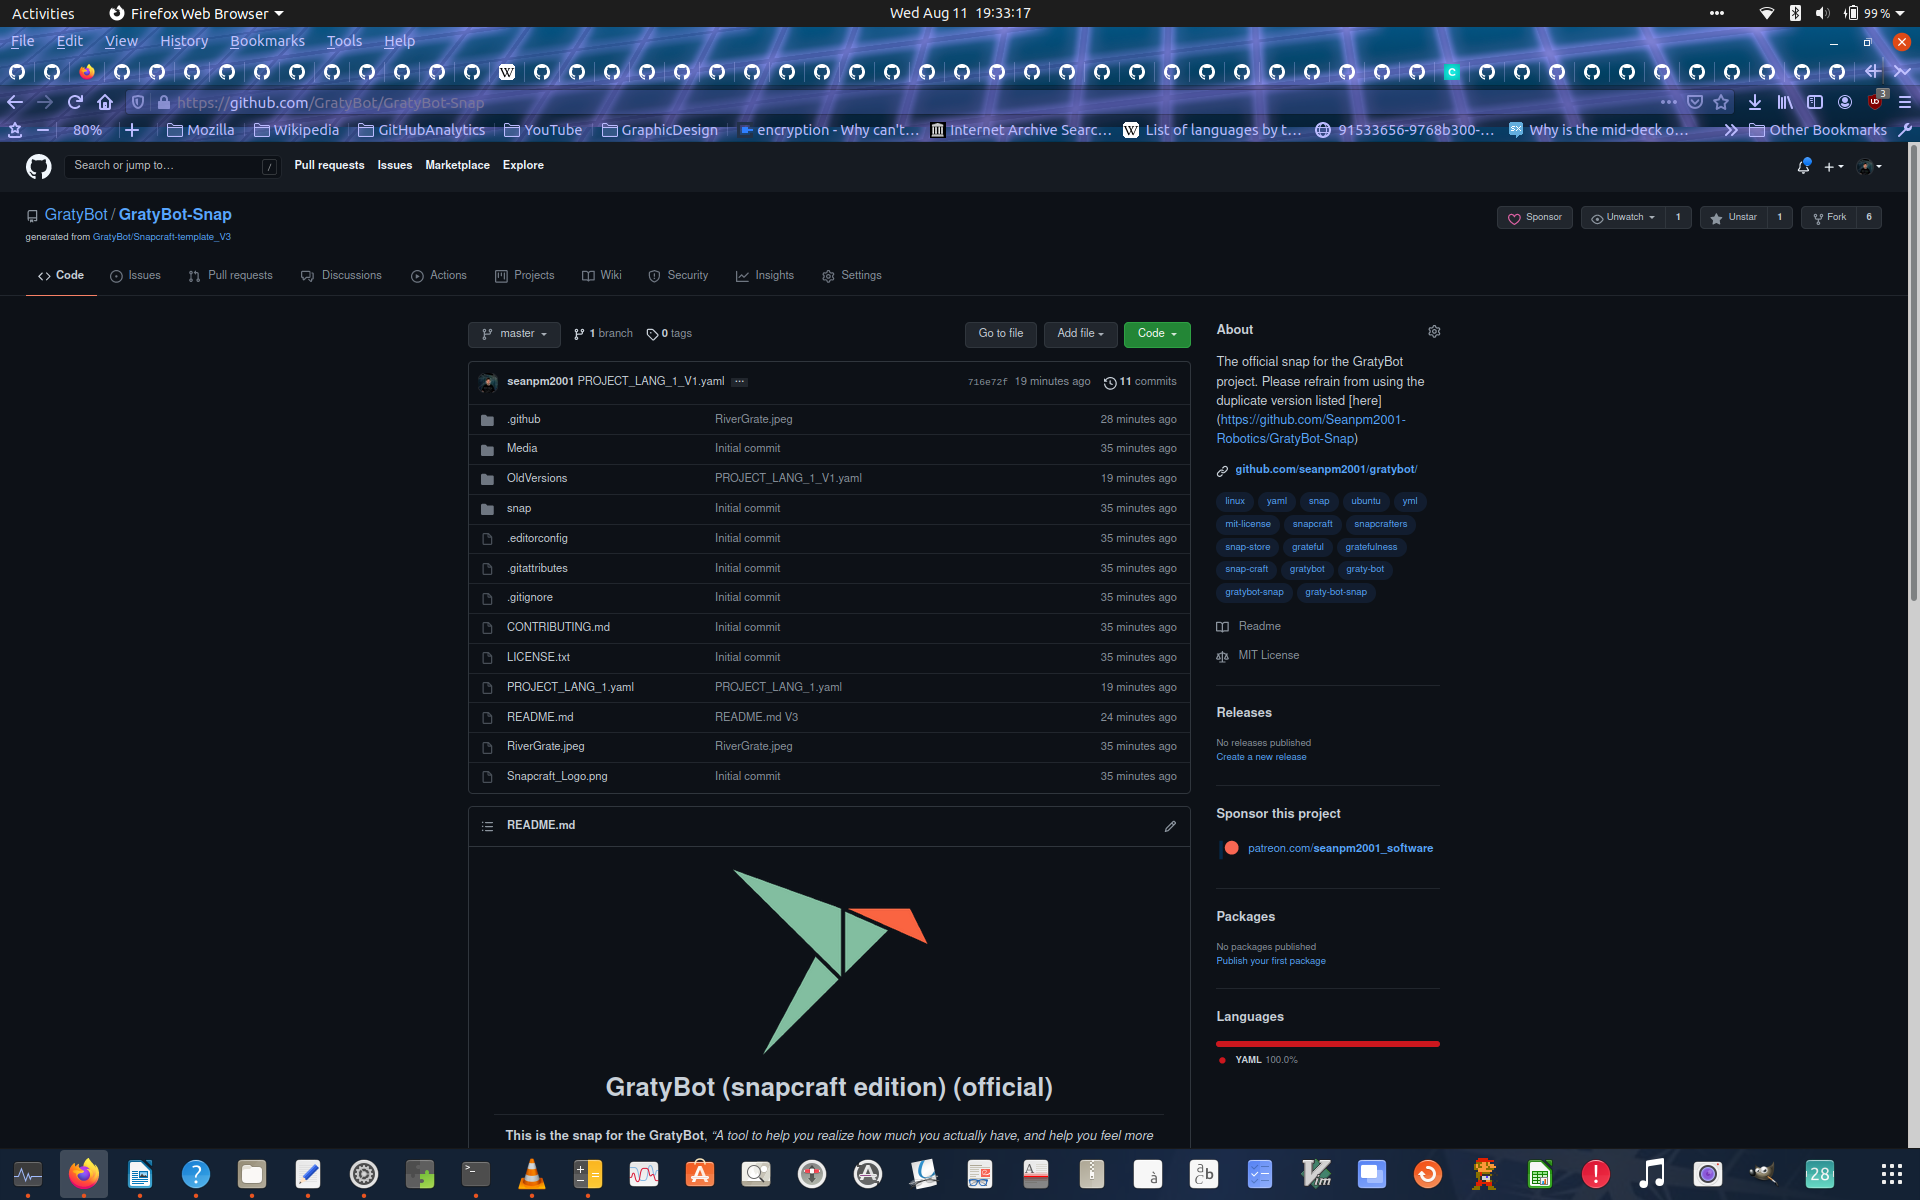 Activities
Firefox Web Browser
Wed Aug 11 19:33:17
99 %
File Edit View History Bookmarks Tools Help
https://github.com/GratyBot/GratyBot-Snap
3
80%
Mozilla
Wikipedia
GitHubAnalytics
YouTube
GraphicDesign
encryption - Why can't...
Internet Archive Searc...
List of languages by t...
91533656-9768b300-...
Why is the mid-deck o...
Other Bookmarks
Search or jump to...
/
Pull requests
Issues
Marketplace
Explore
GratyBot / GratyBot-Snap
generated from GratyBot/Snapcraft-template_V3
Sponsor
Unwatch 1
Unstar 1
Fork 6
Code
Issues
Pull requests
Discussions
Actions
Projects
Wiki
Security
Insights
Settings
master
1 branch
0 tags
Go to file
Add file
Code
seanpm2001 PROJECT_LANG_1_V1.yaml ...
716e72f 19 minutes ago
11 commits
.github RiverGrate.jpeg 28 minutes ago
Media Initial commit 35 minutes ago
OldVersions PROJECT_LANG_1_V1.yaml 19 minutes ago
snap Initial commit 35 minutes ago
.editorconfig Initial commit 35 minutes ago
.gitattributes Initial commit 35 minutes ago
.gitignore Initial commit 35 minutes ago
CONTRIBUTING.md Initial commit 35 minutes ago
LICENSE.txt Initial commit 35 minutes ago
PROJECT_LANG_1.yaml PROJECT_LANG_1.yaml 19 minutes ago
README.md README.md V3 24 minutes ago
RiverGrate.jpeg RiverGrate.jpeg 35 minutes ago
Snapcraft_Logo.png Initial commit 35 minutes ago
README.md
GratyBot (snapcraft edition) (official)
This is the snap for the GratyBot, “A tool to help you realize how much you actually have, and help you feel more
About
The official snap for the GratyBot
project. Please refrain from using the
duplicate version listed [here]
(https://github.com/Seanpm2001-
Robotics/GratyBot-Snap)
github.com/seanpm2001/gratybot/
linux yaml snap ubuntu yml
mit-license snapcraft snapcrafters
snap-store grateful gratefulness
snap-craft gratybot graty-bot
gratybot-snap graty-bot-snap
Readme
MIT License
Releases
No releases published
Create a new release
Sponsor this project
patreon.com/seanpm2001_software
Packages
No packages published
Publish your first package
Languages
YAML 100.0%
28